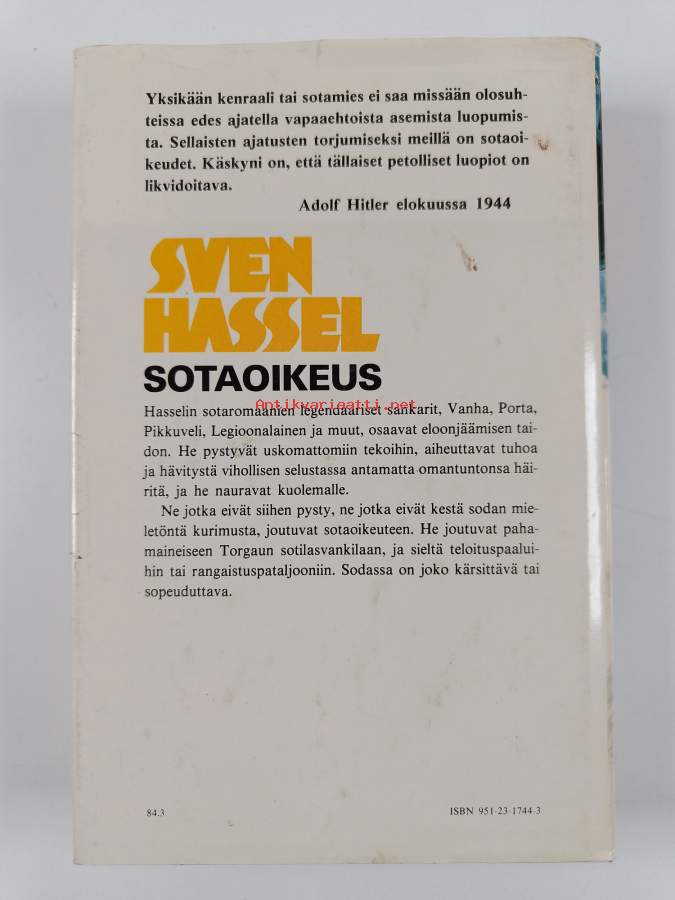 Yksikään kenraali tai sotamies ei saa missään olosuh-
teissa edes ajatella vapaaehtoista asemista luopumis-
ta. Sellaisten ajatusten torjumiseksi meillä on sotaoi-
keudet. Käskyni on, että tällaiset petolliset luopiot on
likvidoitava.
Adolf Hitler elokuussa 1944
SVEN
HASSEL
SOTAOIKEUS
Antikvariaatti.net
Hasselin sotaromaanien legendaariset sankarit, Vanha, Porta,
Pikkuveli, Legioonalainen ja muut, osaavat eloonjäämisen tai-
don. He pystyvät uskomattomiin tekoihin, aiheuttavat tuhoa
ja hävitystä vihollisen selustassa antamatta omantuntonsa häi-
ritä, ja he nauravat kuolemalle.
Ne jotka eivät siihen pysty, ne jotka eivät kestä sodan mie-
letöntä kurimusta, joutuvat sotaoikeuteen. He joutuvat paha-
maineiseen Torgaun sotilasvankilaan, ja sieltä teloituspaalui-
hin tai rangaistuspataljooniin. Sodassa on joko kärsittävä tai
sopeuduttava.
84.3
ISBN 951-23-1744-3